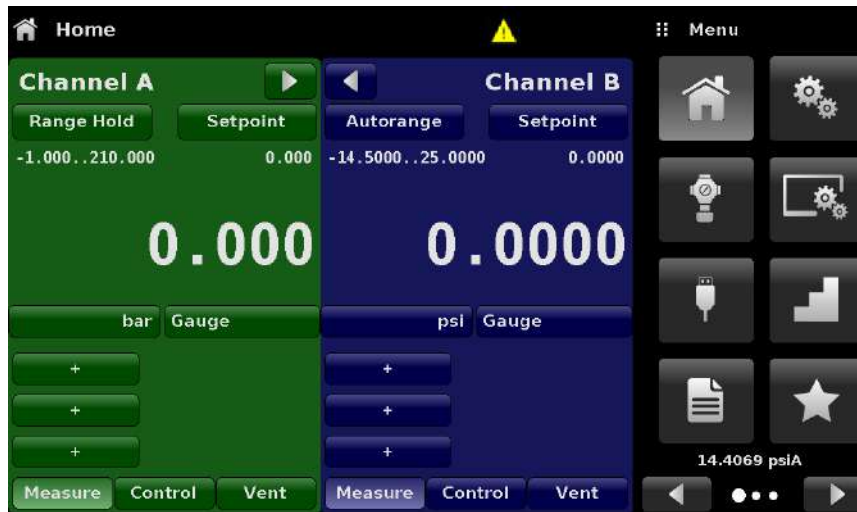 Home
Menu
Channel A
Channel B
Range Hold Setpoint
Autorange Setpoint
-1.000..210.000 0.000
-14.5000..25.0000 0.0000
0.000
0.0000
bar Gauge
psi Gauge
+
+
+
+
+
+
14.4069 psiA
Measure Control Vent
Measure Control Vent